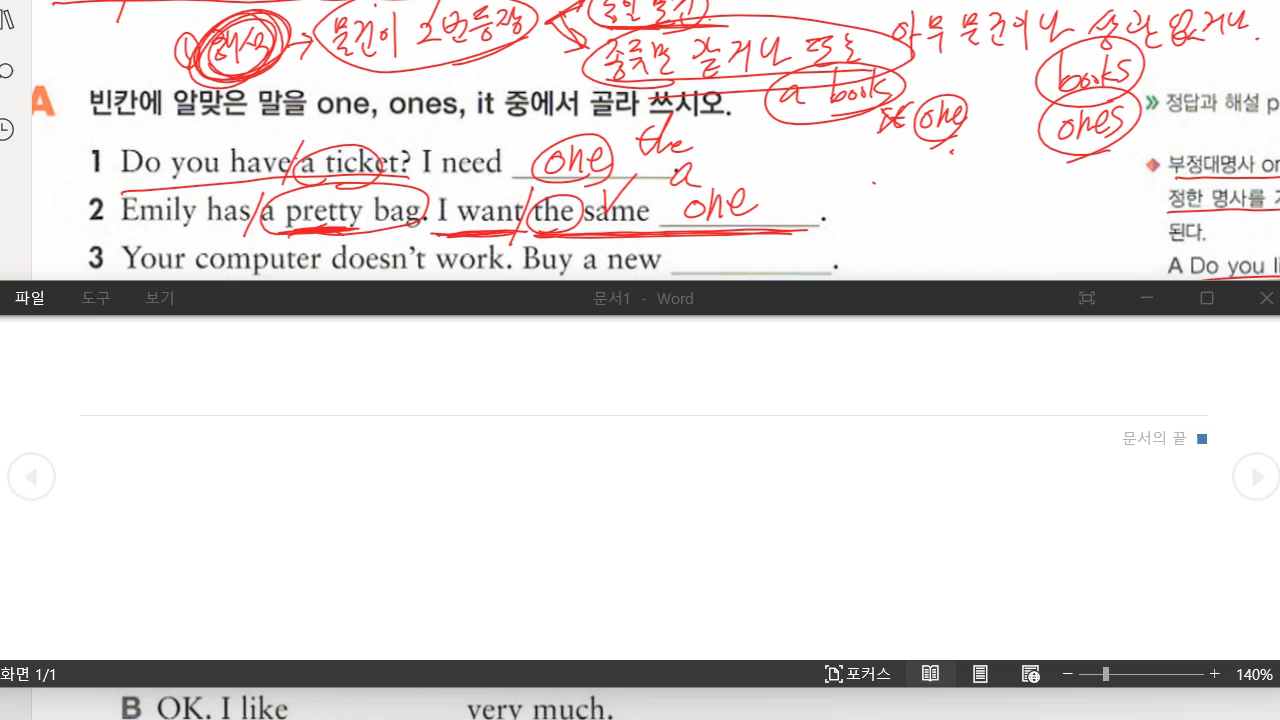 동일 물건
① 해석 → 물건이 2번 등장
종류만 같거나 또는 아무 물건이나 상관 없거나.
a book books
one ones
A 빈칸에 알맞은 말을 one, ones, it 중에서 골라 쓰시오.
» 정답과 해설 p
the
1 Do you have a ticket? I need one.
a
◆ 부정대명사 on
2 Emily has a pretty bag. I want the same one.
정한 명사를 가
된다.
3 Your computer doesn't work. Buy a new ____.
A Do you li
파일 도구 보기 문서1 - Word
문서의 끝
화면 1/1 포커스 140%
B OK. I like ____ very much.